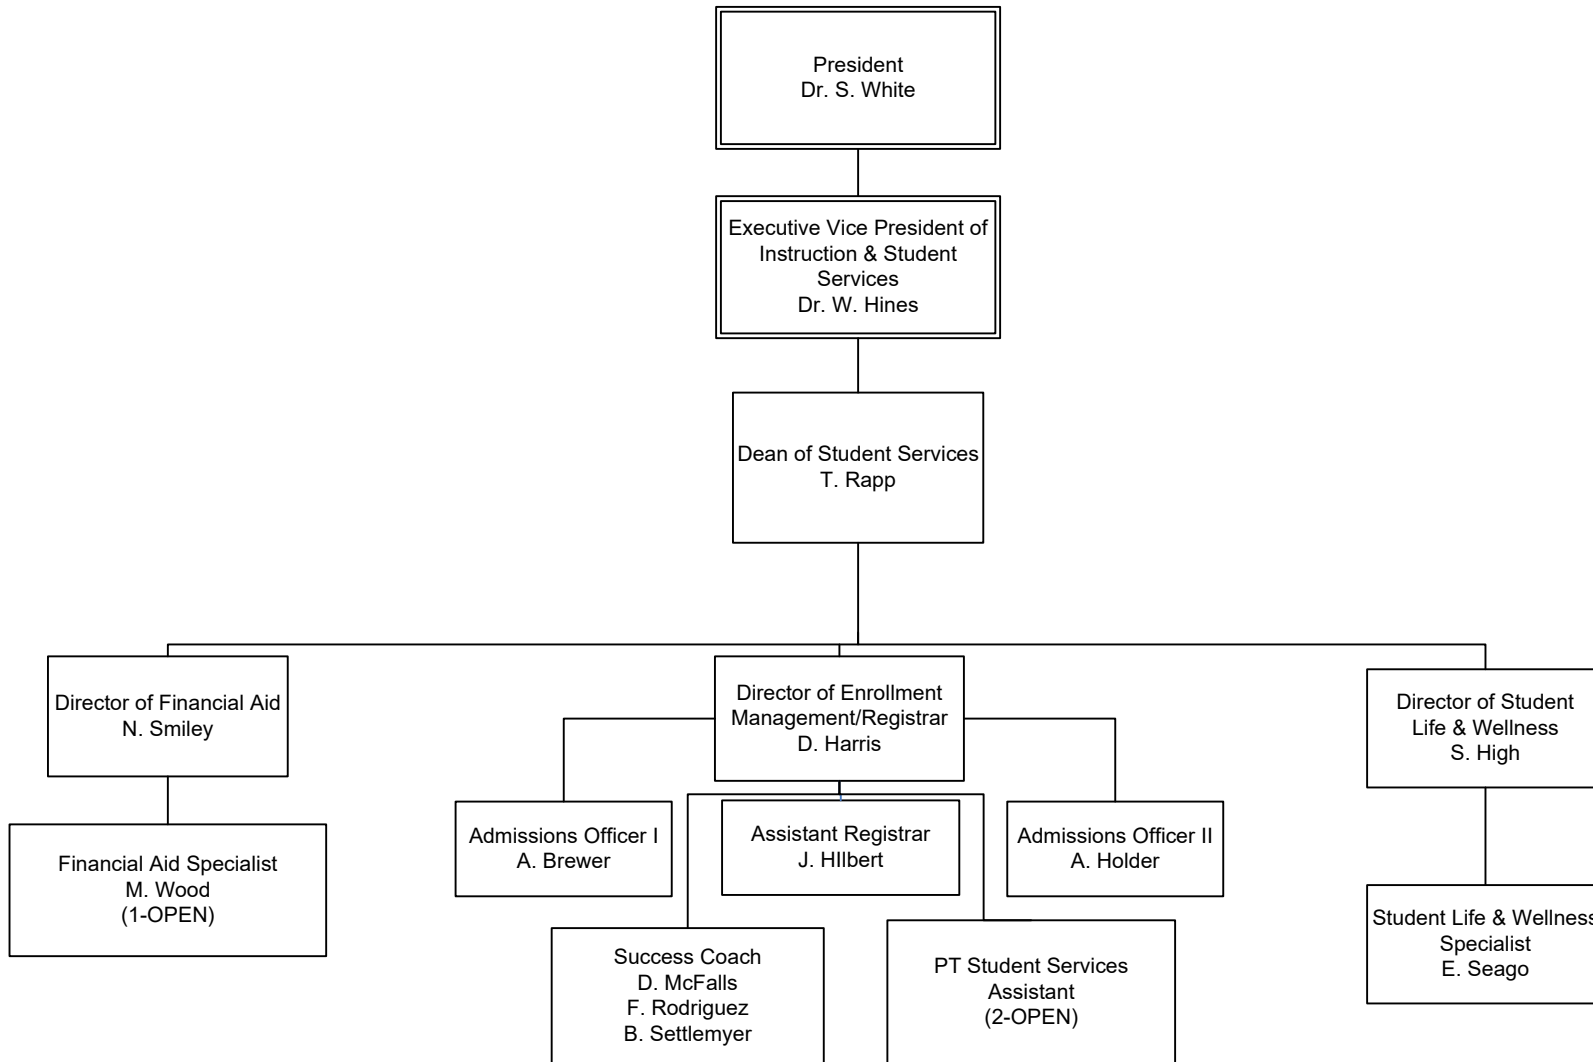 President
Dr. S. White
Executive Vice President of
Instruction & Student
Services
Dr. W. Hines
Dean of Student Services
T. Rapp
Director of Financial Aid
N. Smiley
Director of Enrollment
Management/Registrar
D. Harris
Director of Student
Life & Wellness
S. High
Admissions Officer I
A. Brewer
Assistant Registrar
J. HIlbert
Admissions Officer II
A. Holder
Financial Aid Specialist
M. Wood
(1-OPEN)
Success Coach
D. McFalls
F. Rodriguez
B. Settlemyer
PT Student Services
Assistant
(2-OPEN)
Student Life & Wellness
Specialist
E. Seago